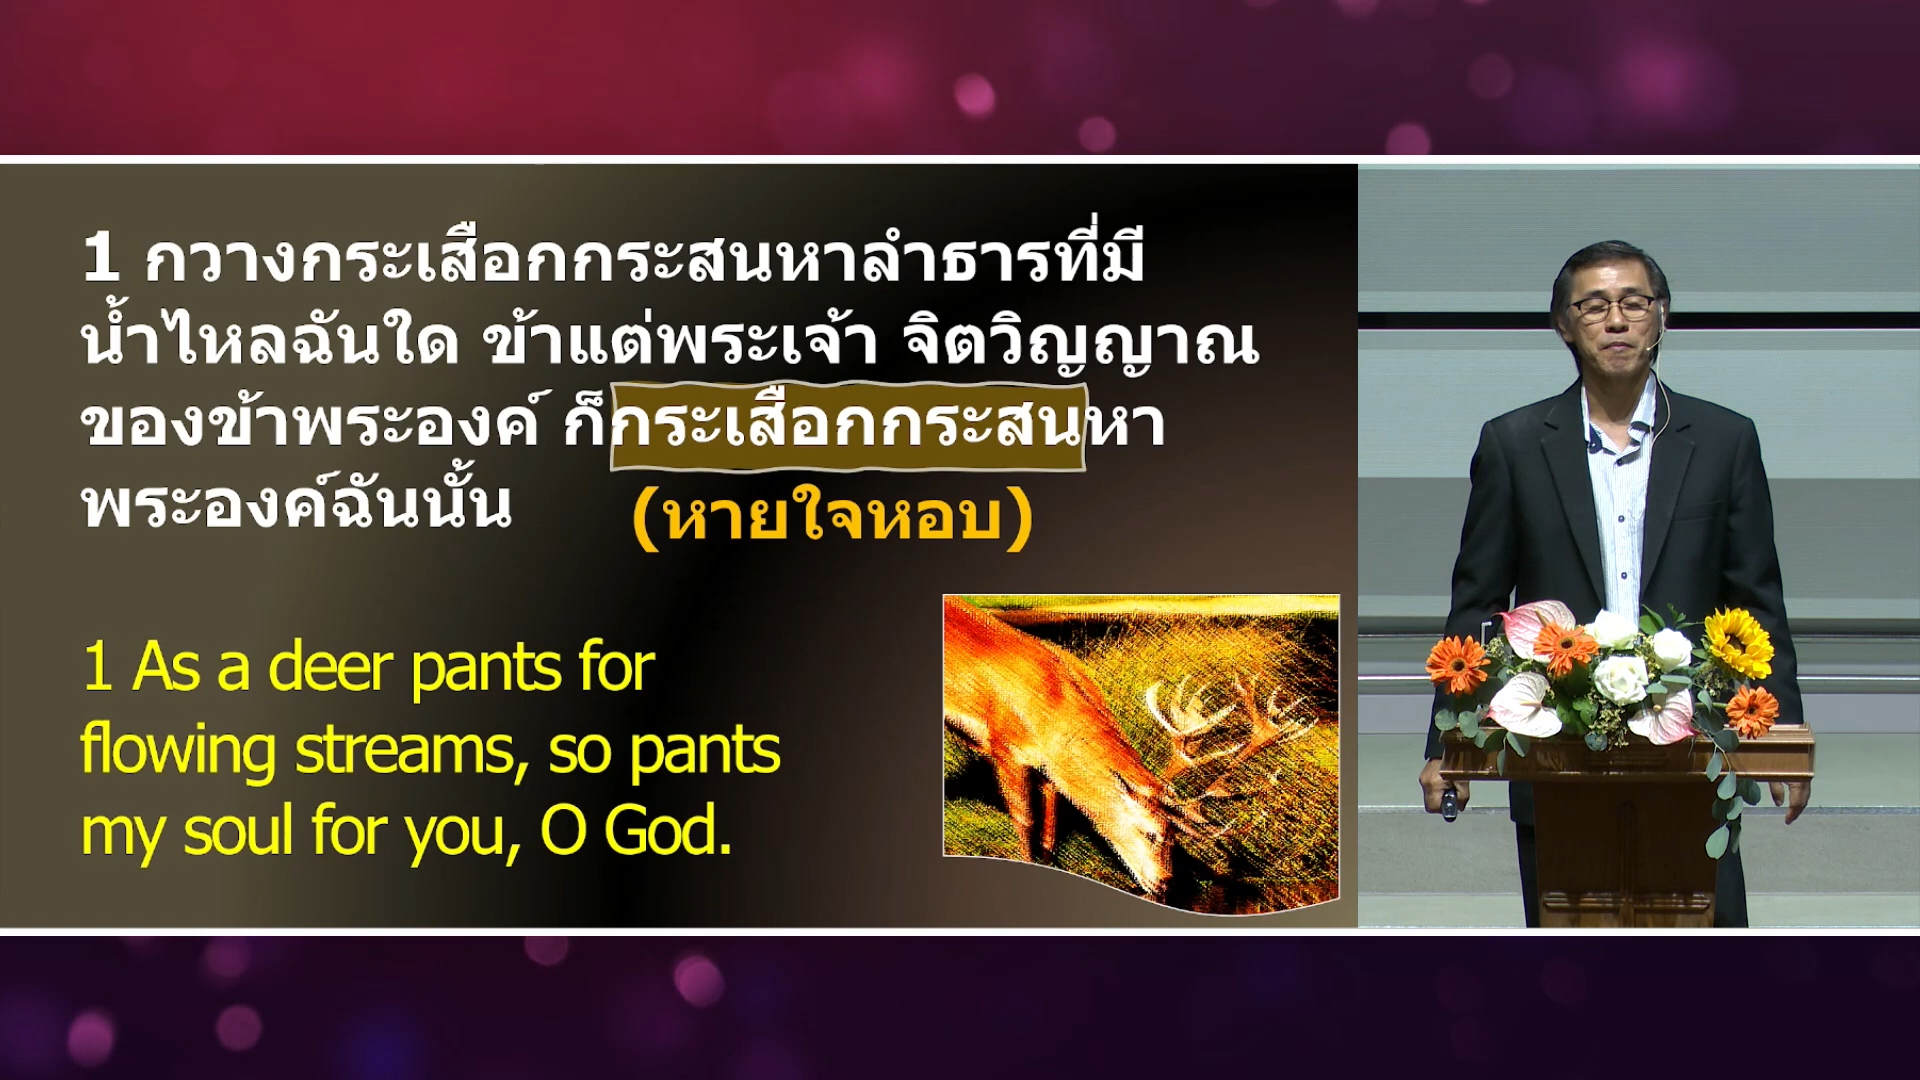 1 กวางกระเสือกกระสนหาลำธารที่มี
น้ำไหลฉันใด ข้าแต่พระเจ้า จิตวิญญาณ
ของข้าพระองค์ ก็กระเสือกกระสนหา
พระองค์ฉันนั้น
(หายใจหอบ)
1 As a deer pants for
flowing streams, so pants
my soul for you, O God.